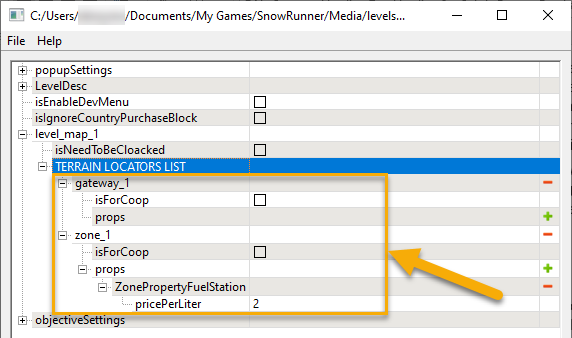 C:/Users/ /Documents/My Games/SnowRunner/Media/levels...
File Help
popupSettings
LevelDesc
isEnableDevMenu
isIgnoreCountryPurchaseBlock
level_map_1
isNeedToBeCloacked
TERRAIN LOCATORS LIST
gateway_1
isForCoop
props
zone_1
isForCoop
props
ZonePropertyFuelStation
pricePerLiter 2
objectiveSettings